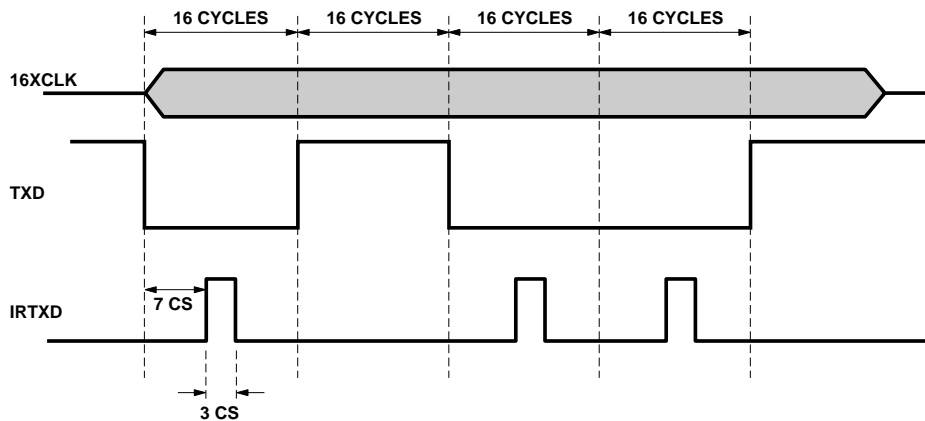 16 CYCLES 16 CYCLES 16 CYCLES 16 CYCLES
16XCLK
TXD
7 CS
IRTXD
3 CS